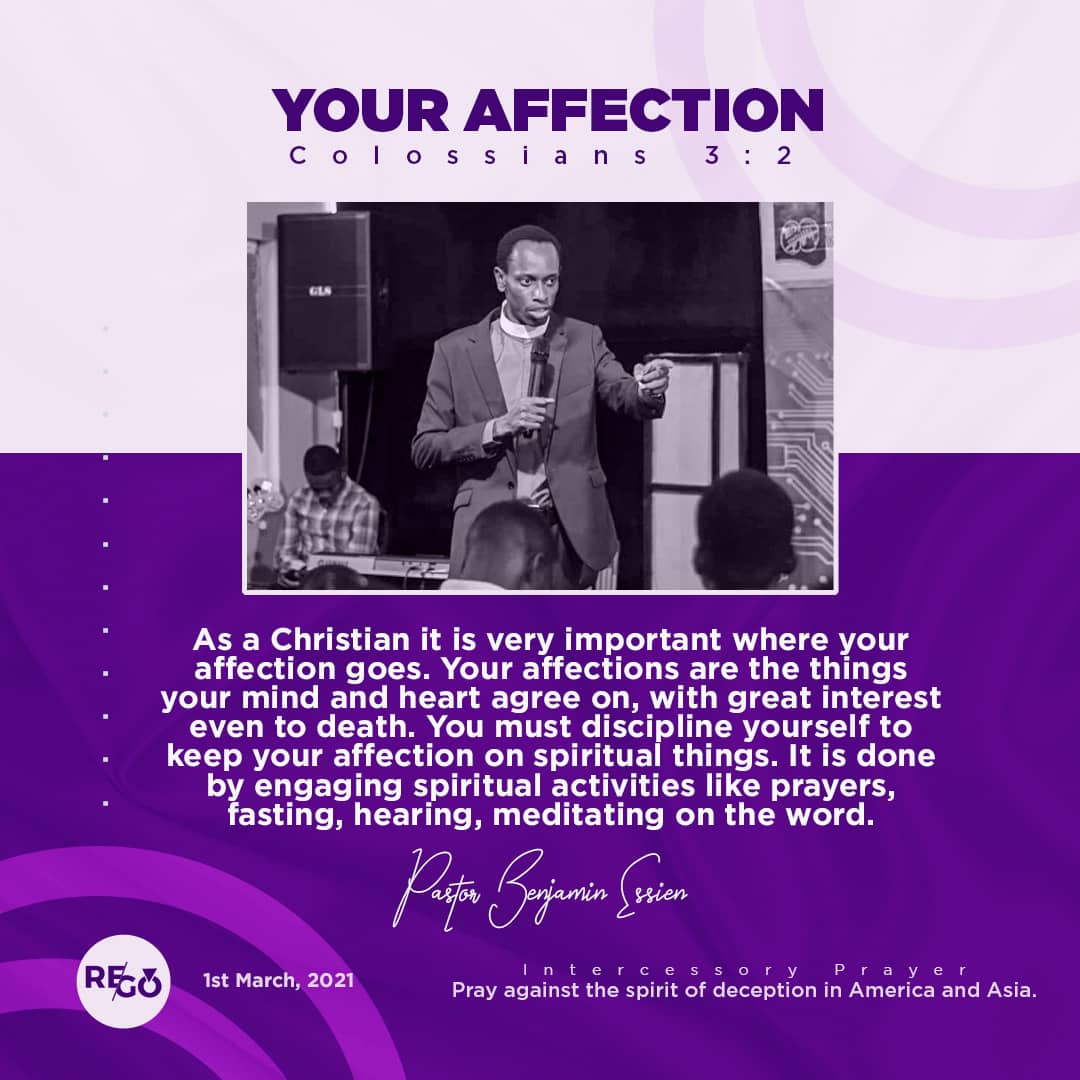 YOUR AFFECTION
Colossians 3:2
GLS
As a Christian it is very important where your
affection goes. Your affections are the things
your mind and heart agree on, with great interest
even to death. You must discipline yourself to
keep your affection on spiritual things. It is done
by engaging spiritual activities like prayers,
fasting, hearing, meditating on the word.
Pastor Benjamin Essien
RE/GO
1st March, 2021
Intercessory Prayer
Pray against the spirit of deception in America and Asia.